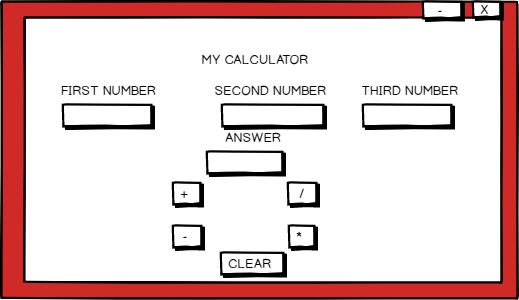 - X
MY CALCULATOR
FIRST NUMBER SECOND NUMBER THIRD NUMBER
ANSWER
+ /
- *
CLEAR